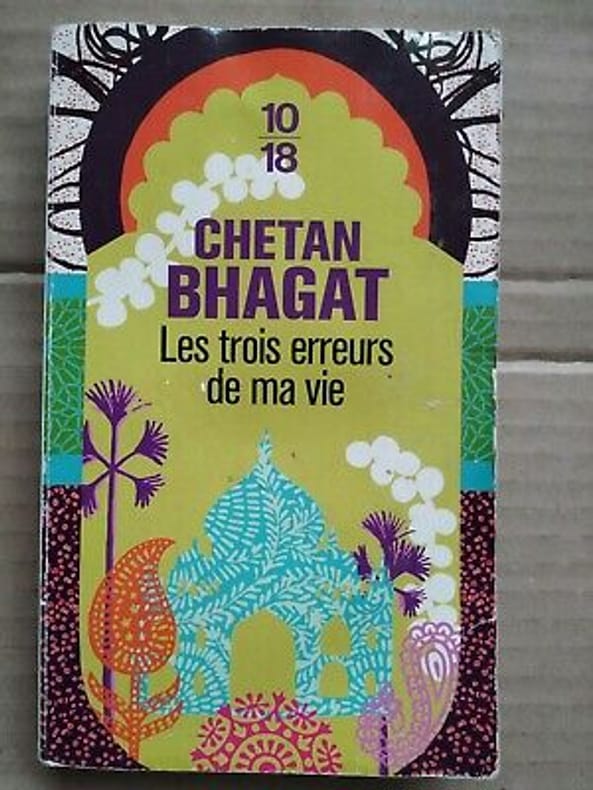 10
18
CHETAN
BHAGAT
Les trois erreurs
de ma vie